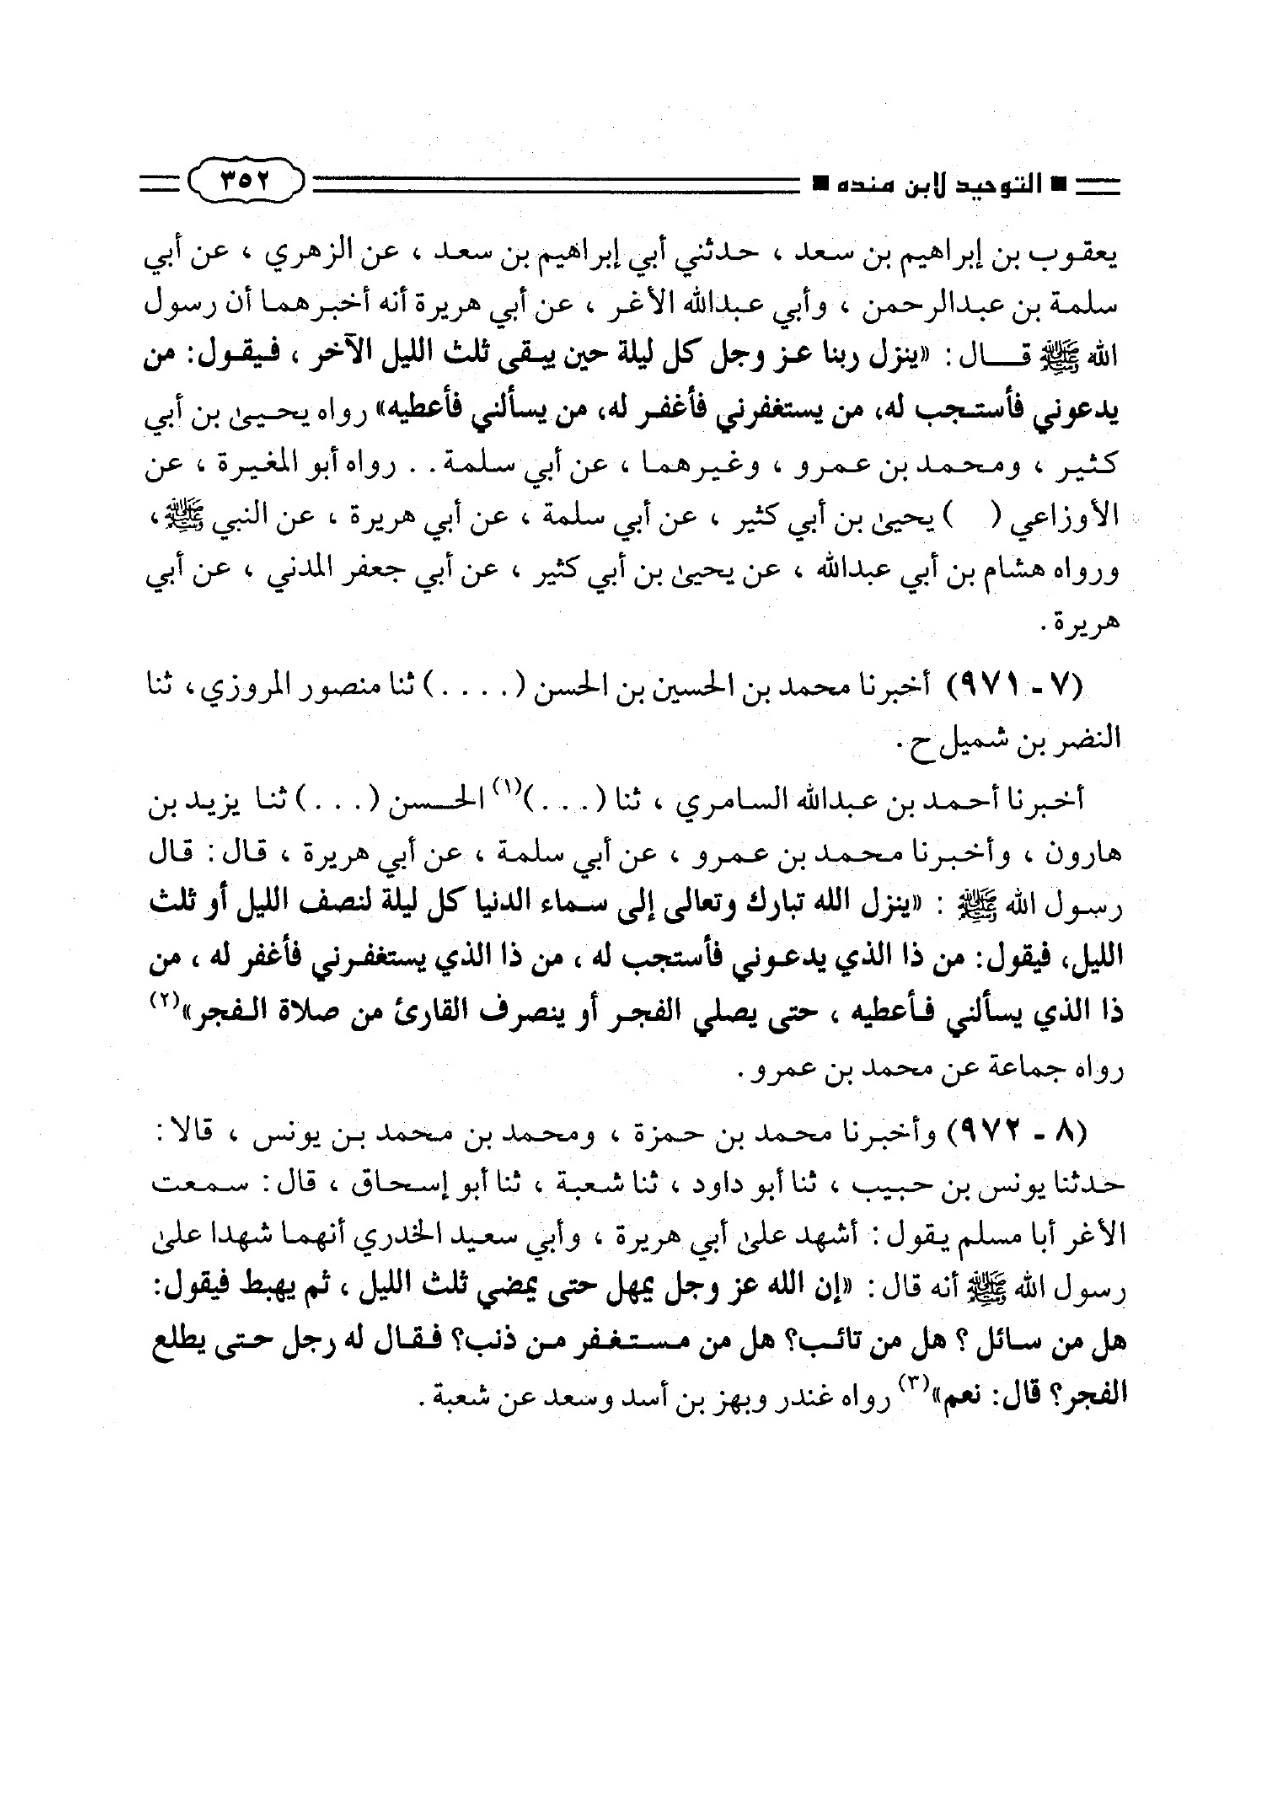 ■ التوحيد لابن منده ■ ٣٥٢
يعقوب بن إبراهيم بن سعد ، حدثني أبي إبراهيم بن سعد ، عن الزهري ، عن أبي
سلمة بن عبدالرحمن ، وأبي عبدالله الأغر ، عن أبي هريرة أنه أخبرهما أن رسول
الله ﷺ قال : «ينزل ربنا عز وجل كل ليلة حين يبقى ثلث الليل الآخر ، فيقول: من
يدعوني فأستجب له، من يستغفرني فأغفر له، من يسألني فأعطيه» رواه يحيىٰ بن أبي
كثير ، ومحمد بن عمرو ، وغيرهما ، عن أبي سلمة . . رواه أبو المغيرة ، عن
الأوزاعي ( ) يحيىٰ بن أبي كثير ، عن أبي سلمة ، عن أبي هريرة ، عن النبي ﷺ ،
ورواه هشام بن أبي عبدالله ، عن يحيىٰ بن أبي كثير ، عن أبي جعفر المدني ، عن أبي
هريرة .
(٧ - ٩٧١) أخبرنا محمد بن الحسين بن الحسن ( . . . . ) ثنا منصور المروزي، ثنا
النضر بن شميل ح .
أخبرنا أحمد بن عبدالله السامري ، ثنا ( . . . )(١) الحسن ( . . . ) ثنا يزيد بن
هارون ، وأخبرنا محمد بن عمرو ، عن أبي سلمة ، عن أبي هريرة ، قال : قال
رسول الله ﷺ : «ينزل الله تبارك وتعالى إلى سماء الدنيا كل ليلة لنصف الليل أو ثلث
الليل، فيقول: من ذا الذي يدعوني فأستجب له ، من ذا الذي يستغفرني فأغفر له ، من
ذا الذي يسألني فأعطيه ، حتى يصلي الفجر أو ينصرف القارئ من صلاة الفجر»(٢)
رواه جماعة عن محمد بن عمرو .
(٨ - ٩٧٢) وأخبرنا محمد بن حمزة ، ومحمد بن محمد بن يونس ، قالا :
حدثنا يونس بن حبيب ، ثنا أبو داود ، ثنا شعبة ، ثنا أبو إسحاق ، قال : سمعت
الأغر أبا مسلم يقول : أشهد علىٰ أبي هريرة ، وأبي سعيد الخدري أنهما شهدا علىٰ
رسول الله ﷺ أنه قال : «إن الله عز وجل يمهل حتى يمضي ثلث الليل ، ثم يهبط فيقول:
هل من سائل ؟ هل من تائب؟ هل من مستغفر من ذنب؟ فقال له رجل حتى يطلع
الفجر؟ قال: نعم»(٣) رواه غندر وبهز بن أسد وسعد عن شعبة .